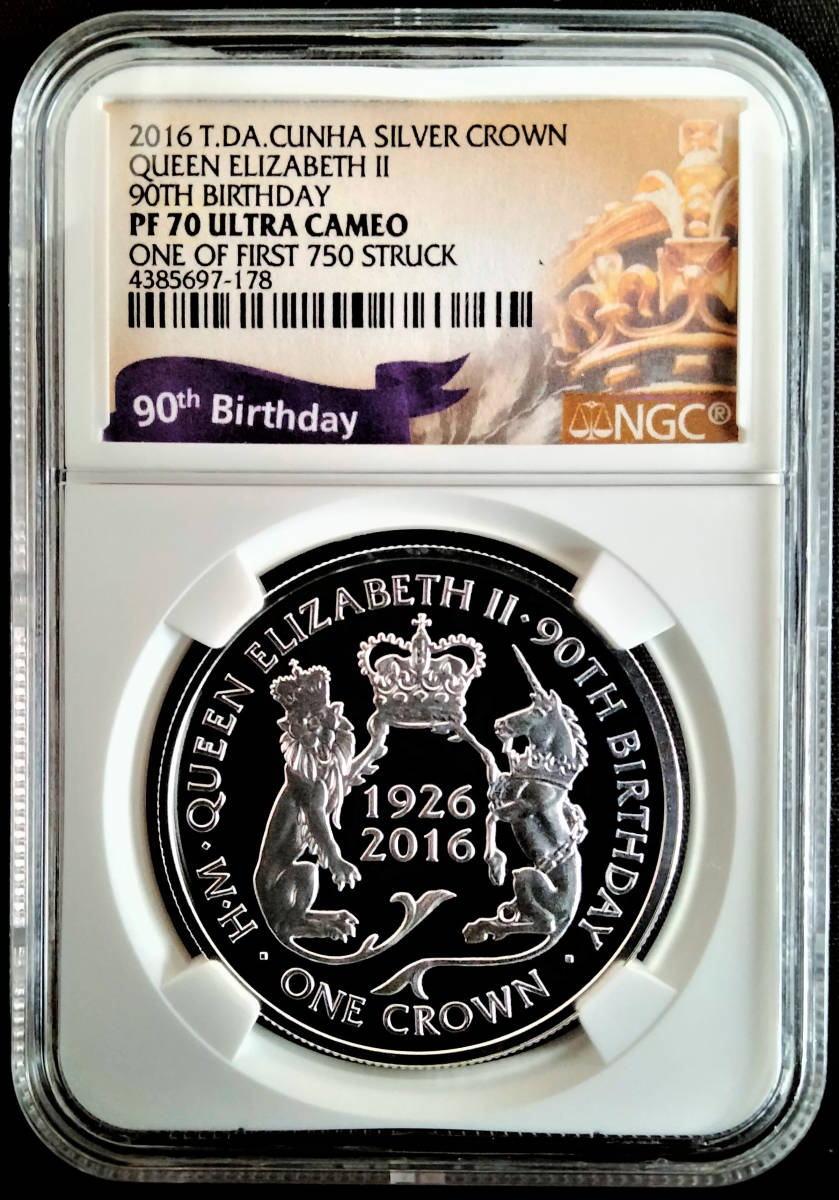 2016 T.DA.CUNHA SILVER CROWN
QUEEN ELIZABETH II
90TH BIRTHDAY
PF 70 ULTRA CAMEO
ONE OF FIRST 750 STRUCK
4385697-178
90th Birthday
NGC®
H·M·QUEEN ELIZABETH II·90TH BIRTHDAY·
1926
2016
ONE CROWN